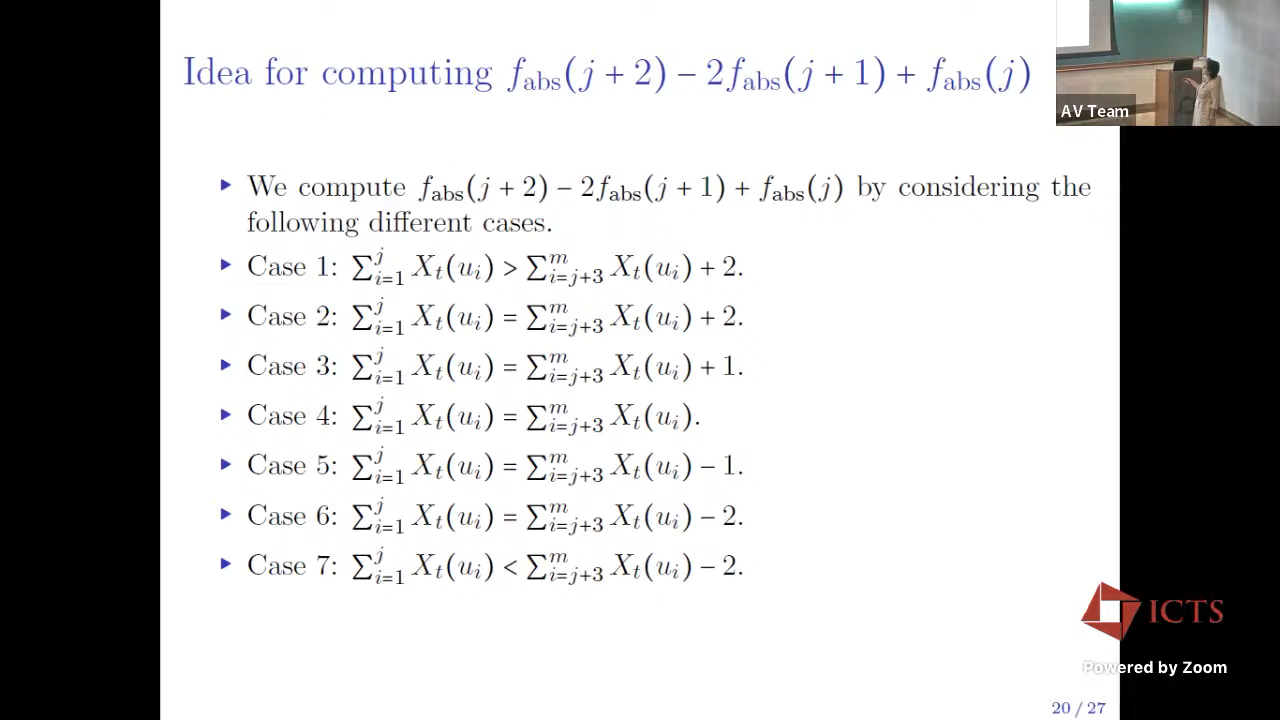 Idea for computing f_abs(j + 2) − 2f_abs(j + 1) + f_abs(j)
AV Team
▶ We compute f_abs(j + 2) − 2f_abs(j + 1) + f_abs(j) by considering the
following different cases.
▶ Case 1: ∑_{i=1}^{j} X_t(u_i) > ∑_{i=j+3}^{m} X_t(u_i) + 2.
▶ Case 2: ∑_{i=1}^{j} X_t(u_i) = ∑_{i=j+3}^{m} X_t(u_i) + 2.
▶ Case 3: ∑_{i=1}^{j} X_t(u_i) = ∑_{i=j+3}^{m} X_t(u_i) + 1.
▶ Case 4: ∑_{i=1}^{j} X_t(u_i) = ∑_{i=j+3}^{m} X_t(u_i).
▶ Case 5: ∑_{i=1}^{j} X_t(u_i) = ∑_{i=j+3}^{m} X_t(u_i) − 1.
▶ Case 6: ∑_{i=1}^{j} X_t(u_i) = ∑_{i=j+3}^{m} X_t(u_i) − 2.
▶ Case 7: ∑_{i=1}^{j} X_t(u_i) < ∑_{i=j+3}^{m} X_t(u_i) − 2.
ICTS
Powered by Zoom
20 / 27